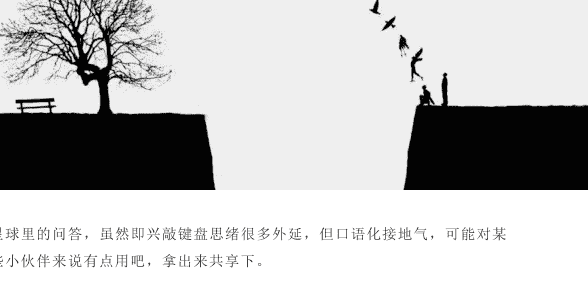 球里的问答，虽然即兴敲键盘思绪很多外延，但口语化接地气，可能对某
小伙伴来说有点用吧，拿出来共享下。